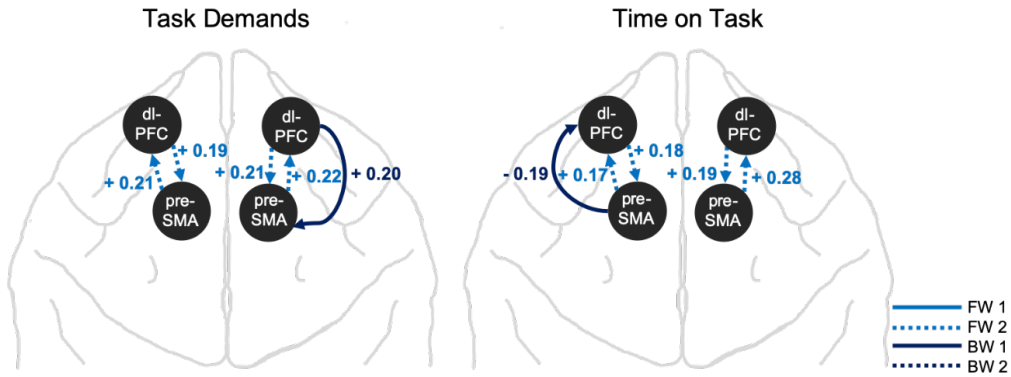 Task Demands
dl-
PFC
dl-
PFC
+ 0.19
+ 0.21
+ 0.21
+ 0.22
+ 0.20
pre-
SMA
pre-
SMA
Time on Task
dl-
PFC
dl-
PFC
+ 0.18
- 0.19
+ 0.17
+ 0.19
+ 0.28
pre-
SMA
pre-
SMA
FW 1
FW 2
BW 1
BW 2